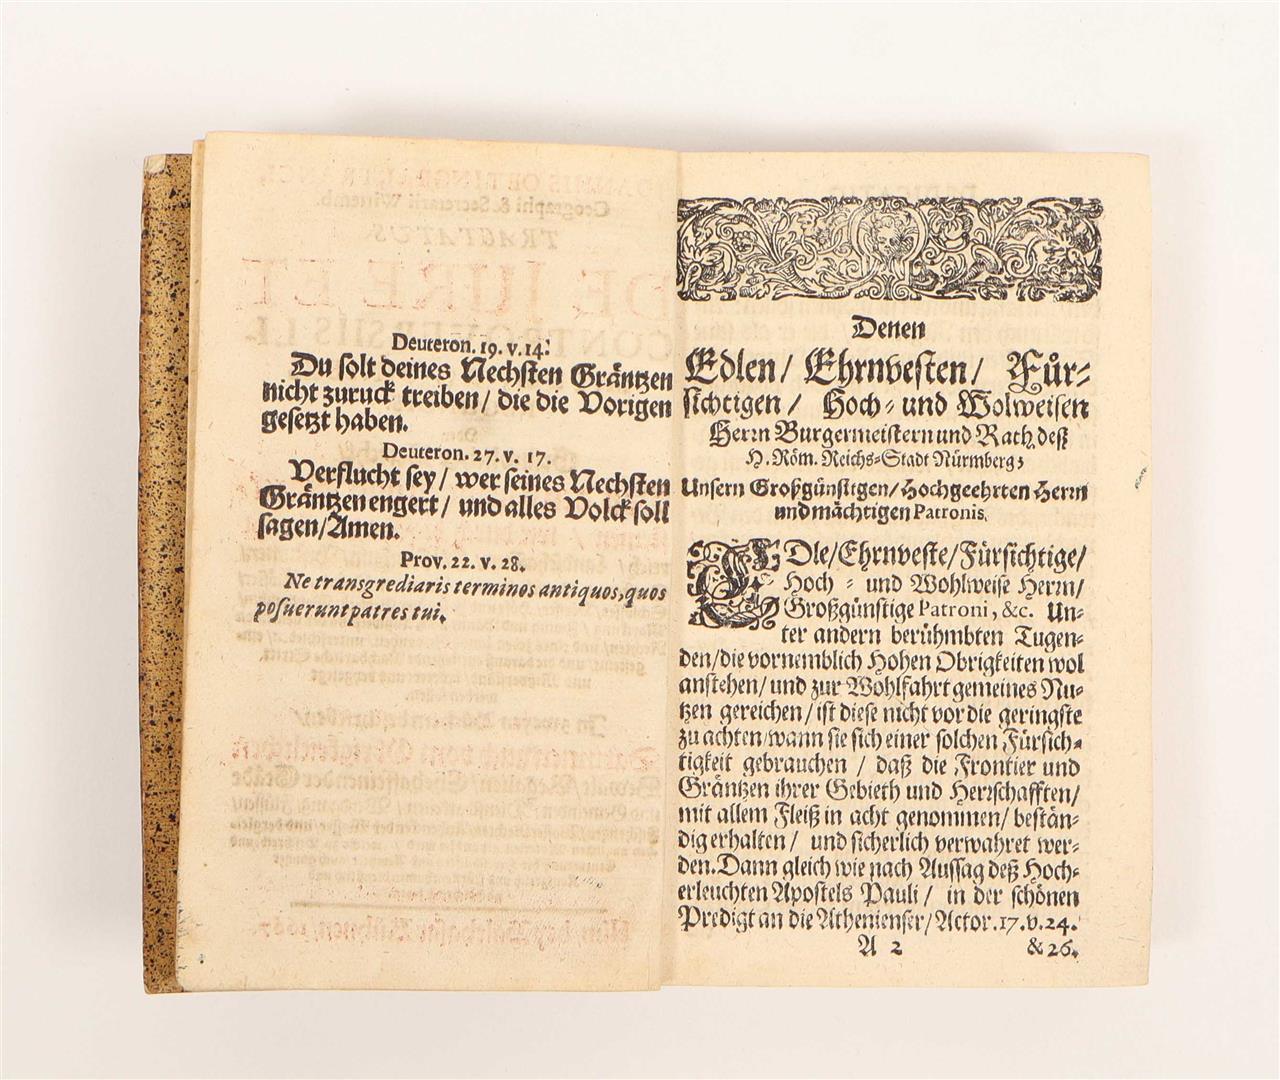 Deuteron. 19. v. 14.
Du solt deines Nechsten Gräntzen
nicht zuruck treiben/ die die Vorigen
gesetzt haben.
Deuteron. 27. v. 17.
Verflucht sey/ wer seines Nechsten
Gräntzen engert/ und alles Volck soll
sagen/ Amen.
Prov. 22. v. 28.
Ne transgrediaris terminos antiquos, quos
posuerunt patres tui.
Denen
Edlen/ Ehrnvesten/ Für-
sichtigen/ Hoch- und Wolweisen
Herrn Burgermeistern und Rath deß
H. Röm. Reichs-Stadt Nürmberg;
Unsern Großgünstigen/ Hochgeehrten Herrn
und mächtigen Patronis.
EDle/ Ehrnveste/ Fürsichtige/
Hoch- und Wohlweise Herrn/
Großgünstige Patroni, &c. Un-
ter andern berühmbten Tugen-
den/ die vornemblich Hohen Obrigkeiten wol
anstehen/ und zur Wohlfahrt gemeines Nu-
tzen gereichen/ ist diese nicht vor die geringste
zu achten/ wann sie sich einer solchen Fürsich-
tigkeit gebrauchen/ daß die Frontier und
Gräntzen ihrer Gebieth und Herrschafften/
mit allem Fleiß in acht genommen/ bestän-
dig erhalten/ und sicherlich verwahret wer-
den. Dann gleich wie nach Aussag deß Hoch-
erleuchten Apostels Pauli/ in der schönen
Predigt an die Athenienser/ Actor. 17. v. 24.
A 2 & 26.